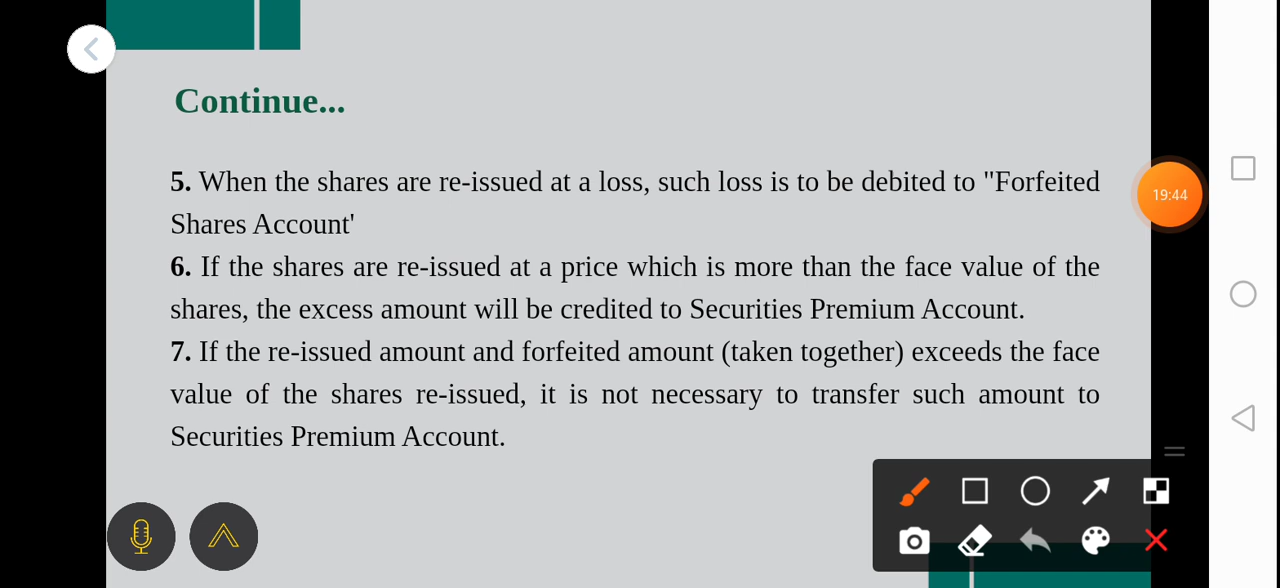 Continue...
5. When the shares are re-issued at a loss, such loss is to be debited to "Forfeited
Shares Account'
6. If the shares are re-issued at a price which is more than the face value of the
shares, the excess amount will be credited to Securities Premium Account.
7. If the re-issued amount and forfeited amount (taken together) exceeds the face
value of the shares re-issued, it is not necessary to transfer such amount to
Securities Premium Account.
19:44